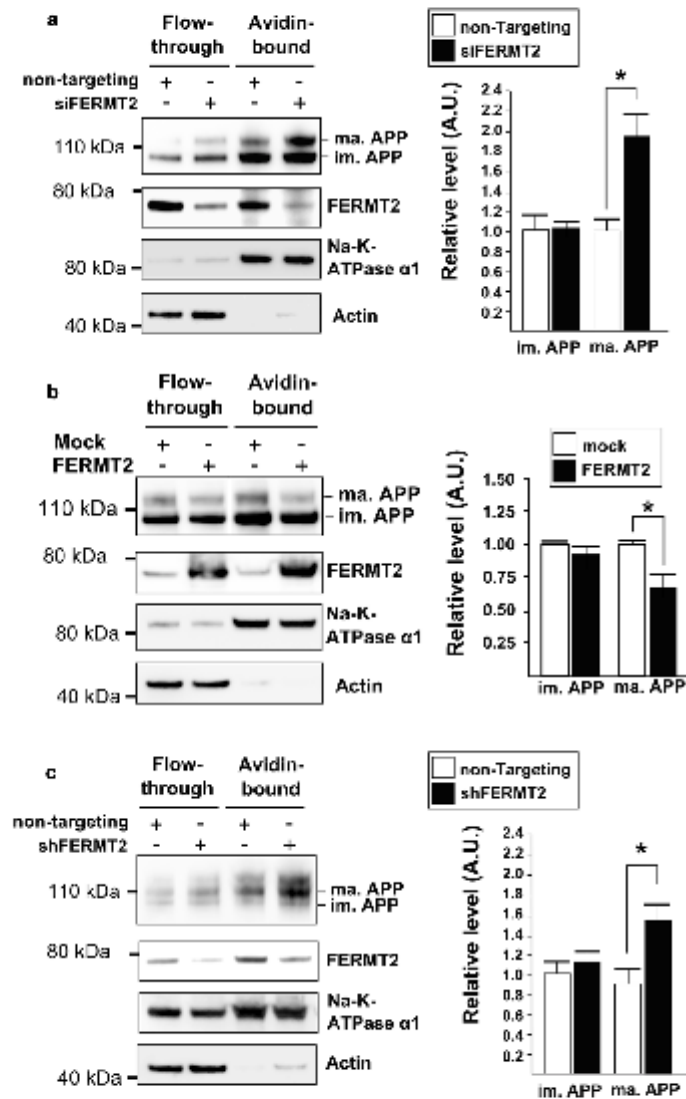 a
Flow-
through
Avidin-
bound
non-targeting + - + -
siFERMT2 - + - +
110 kDa
ma. APP
im. APP
80 kDa
FERMT2
Na-K-
ATPase α1
80 kDa
Actin
40 kDa
non-Targeting
siFERMT2
Relative level (A.U.)
2.4
2.2
2.0
1.8
1.6
1.4
1.2
1.0
0.8
0.6
0.4
0.2
*
im. APP ma. APP
b
Flow-
through
Avidin-
bound
Mock + - + -
FERMT2 - + - +
110 kDa
ma. APP
im. APP
80 kDa
FERMT2
Na-K-
ATPase α1
80 kDa
Actin
40 kDa
mock
FERMT2
Relative level (A.U.)
1.50
1.00
0.75
0.50
0.25
*
im. APP ma. APP
c
Flow-
through
Avidin-
bound
non-targeting + - + -
shFERMT2 - + - +
110 kDa
ma. APP
im. APP
80 kDa
FERMT2
Na-K-
ATPase α1
Actin
40 kDa
non-Targeting
shFERMT2
Relative level (A.U.)
2.4
2.2
2.0
1.8
1.6
1.4
1.2
1.0
0.8
0.6
0.4
0.2
*
im. APP ma. APP